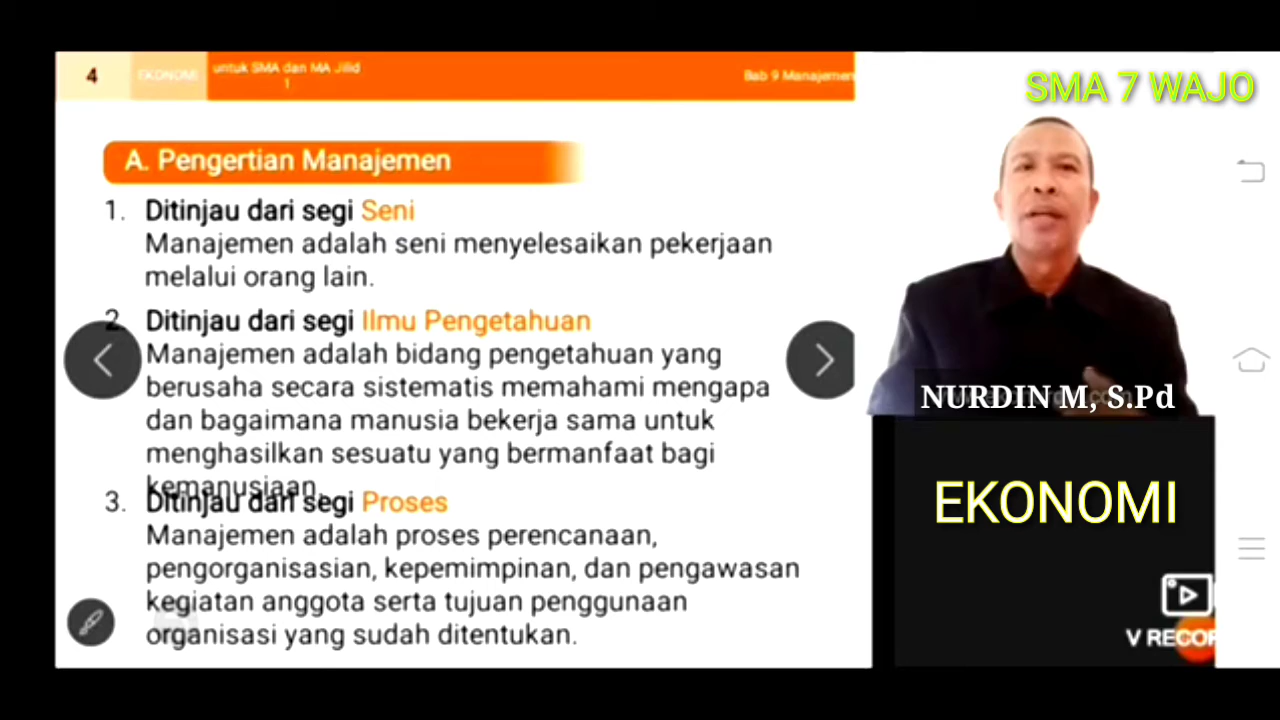 4
EKONOMI
untuk SMA dan MA Jilid
1
Bab 9 Manajemen
SMA 7 WAJO
A. Pengertian Manajemen
1. Ditinjau dari segi Seni
Manajemen adalah seni menyelesaikan pekerjaan
melalui orang lain.
2. Ditinjau dari segi Ilmu Pengetahuan
Manajemen adalah bidang pengetahuan yang
berusaha secara sistematis memahami mengapa
dan bagaimana manusia bekerja sama untuk
menghasilkan sesuatu yang bermanfaat bagi
kemanusiaan.
3. Ditinjau dari segi Proses
Manajemen adalah proses perencanaan,
pengorganisasian, kepemimpinan, dan pengawasan
kegiatan anggota serta tujuan penggunaan
organisasi yang sudah ditentukan.
NURDIN M, S.Pd
EKONOMI
V RECOR